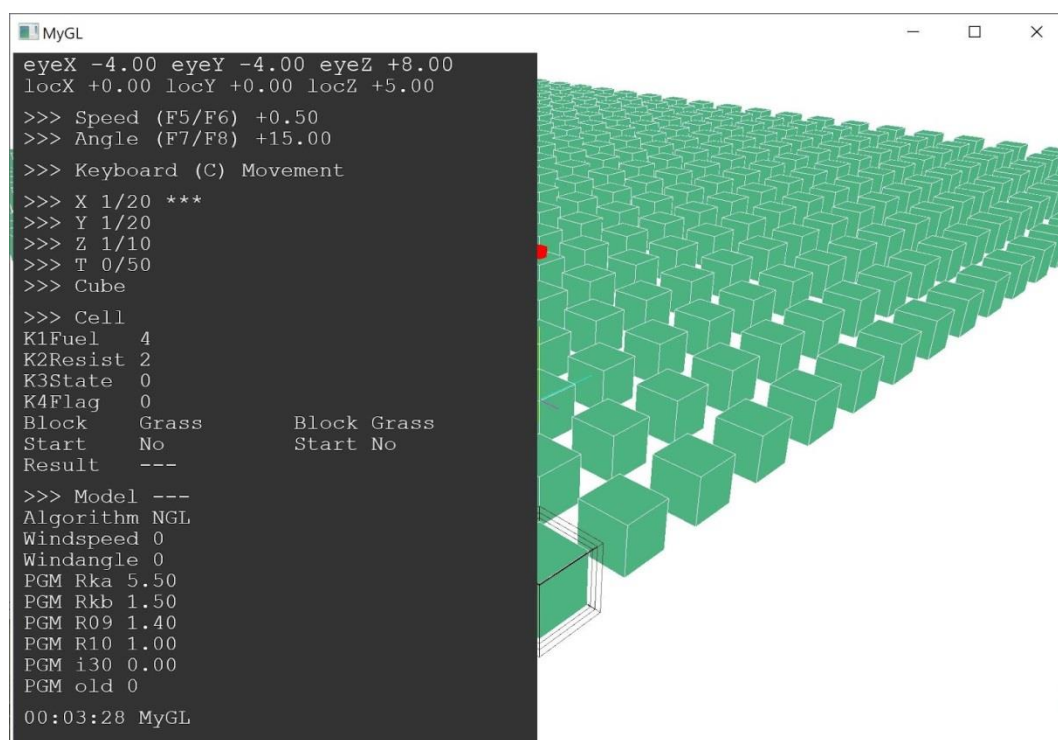 MyGL
eyeX -4.00 eyeY -4.00 eyeZ +8.00
locX +0.00 locY +0.00 locZ +5.00
>>> Speed (F5/F6) +0.50
>>> Angle (F7/F8) +15.00
>>> Keyboard (C) Movement
>>> X 1/20 ***
>>> Y 1/20
>>> Z 1/10
>>> T 0/50
>>> Cube
>>> Cell
K1Fuel 4
K2Resist 2
K3State 0
K4Flag 0
Block Grass Block Grass
Start No Start No
Result ---
>>> Model ---
Algorithm NGL
Windspeed 0
Windangle 0
PGM Rka 5.50
PGM Rkb 1.50
PGM R09 1.40
PGM R10 1.00
PGM i30 0.00
PGM old 0
00:03:28 MyGL